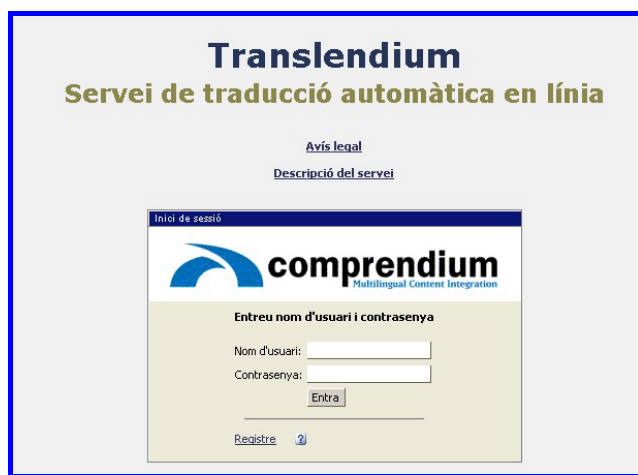 Translendium
Servei de traducció automàtica en línia
Avís legal
Descripció del servei
Inici de sessió
comprendium
Multilingual Content Integration
Entreu nom d'usuari i contrasenya
Nom d'usuari:
Contrasenya:
Entra
Registre ?